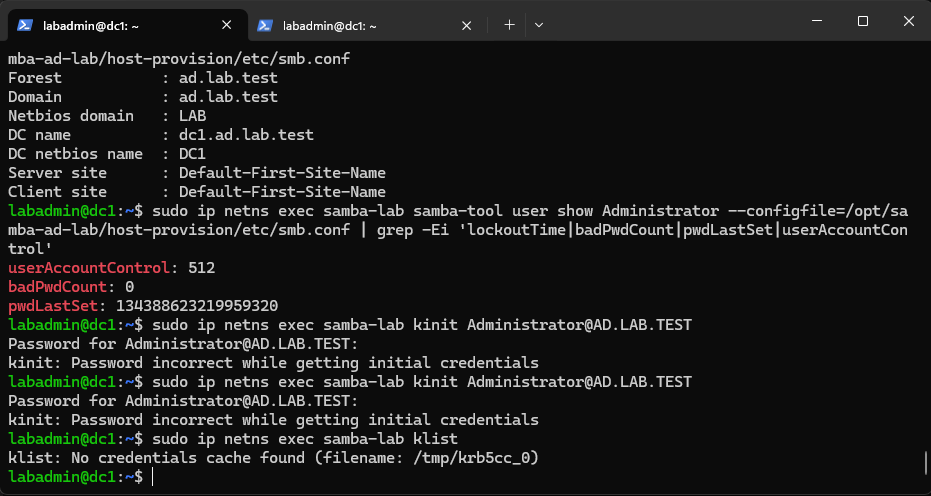 labadmin@dc1: ~
labadmin@dc1: ~
mba-ad-lab/host-provision/etc/smb.conf
Forest           : ad.lab.test
Domain           : ad.lab.test
Netbios domain   : LAB
DC name          : dc1.ad.lab.test
DC netbios name  : DC1
Server site      : Default-First-Site-Name
Client site      : Default-First-Site-Name
labadmin@dc1:~$ sudo ip netns exec samba-lab samba-tool user show Administrator --configfile=/opt/sa
mba-ad-lab/host-provision/etc/smb.conf | grep -Ei 'lockoutTime|badPwdCount|pwdLastSet|userAccountCon
trol'
userAccountControl: 512
badPwdCount: 0
pwdLastSet: 134388623219959320
labadmin@dc1:~$ sudo ip netns exec samba-lab kinit Administrator@AD.LAB.TEST
Password for Administrator@AD.LAB.TEST:
kinit: Password incorrect while getting initial credentials
labadmin@dc1:~$ sudo ip netns exec samba-lab kinit Administrator@AD.LAB.TEST
Password for Administrator@AD.LAB.TEST:
kinit: Password incorrect while getting initial credentials
labadmin@dc1:~$ sudo ip netns exec samba-lab klist
klist: No credentials cache found (filename: /tmp/krb5cc_0)
labadmin@dc1:~$